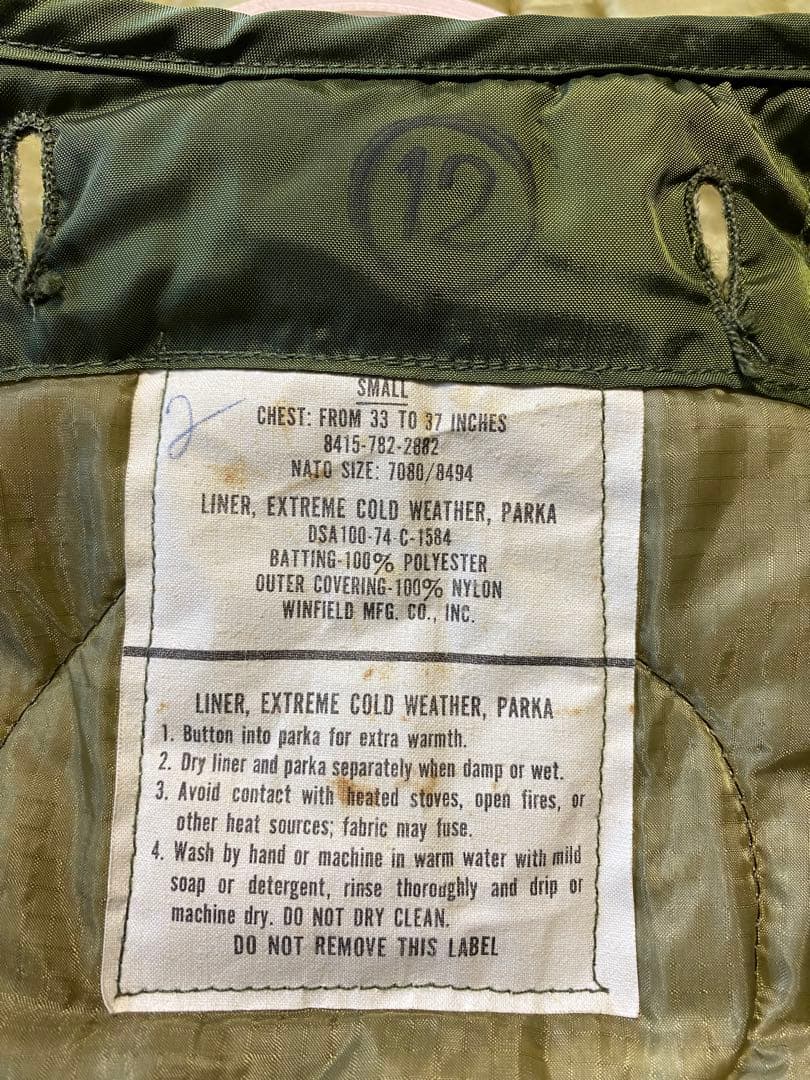 12
2
SMALL
CHEST: FROM 33 TO 37 INCHES
8415-782-2882
NATO SIZE: 7080/8494
LINER, EXTREME COLD WEATHER, PARKA
DSA100-74-C-1584
BATTING-100% POLYESTER
OUTER COVERING-100% NYLON
WINFIELD MFG. CO., INC.
LINER, EXTREME COLD WEATHER, PARKA
1. Button into parka for extra warmth.
2. Dry liner and parka separately when damp or wet.
3. Avoid contact with heated stoves, open fires, or
other heat sources; fabric may fuse.
4. Wash by hand or machine in warm water with mild
soap or detergent, rinse thoroughly and drip or
machine dry. DO NOT DRY CLEAN.
DO NOT REMOVE THIS LABEL